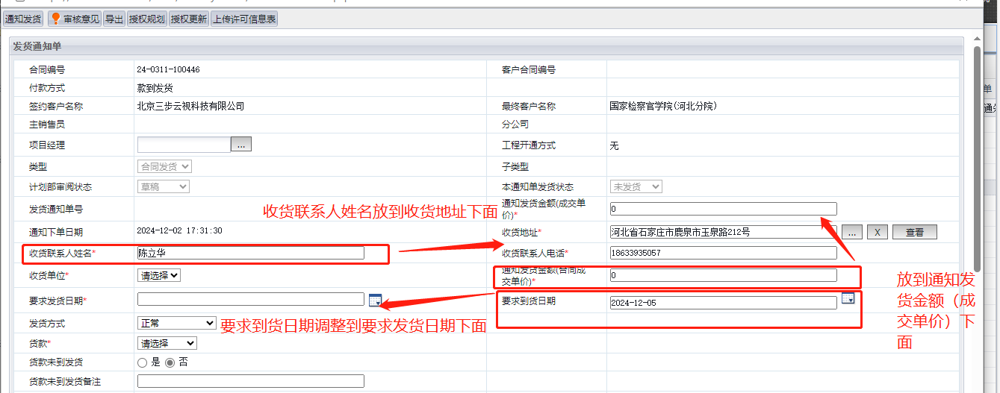 通知发货 审核意见 导出 授权规划 授权更新 上传许可信息表
发货通知单
合同编号 24-0311-100446 客户合同编号
付款方式 款到发货
签约客户名称 北京三步云视科技有限公司 最终客户名称 国家检察官学院(河北分院)
主销售员 分公司
项目经理 ... 工程开通方式 无
类型 合同发货 子类型
计划部审阅状态 草稿 本通知单发货状态 未发货
发货通知单号 收货联系人姓名放到收货地址下面 通知发货金额(成交单
价)* 0
通知下单日期 2024-12-02 17:31:30 收货地址* 河北省石家庄市鹿泉市玉泉路212号 ... X 查看
收货联系人姓名* 陈立华 收货联系人电话* 18633935057
收货单位* 请选择 通知发货金额(合同成
交单价)* 0
要求发货日期* 要求到货日期 2024-12-05
放到通知发
货金额（成
交单价）下
面
发货方式 正常 要求到货日期调整到要求发货日期下面
货款* 请选择
货款未到发货 是 否
货款未到发货备注
单
通知